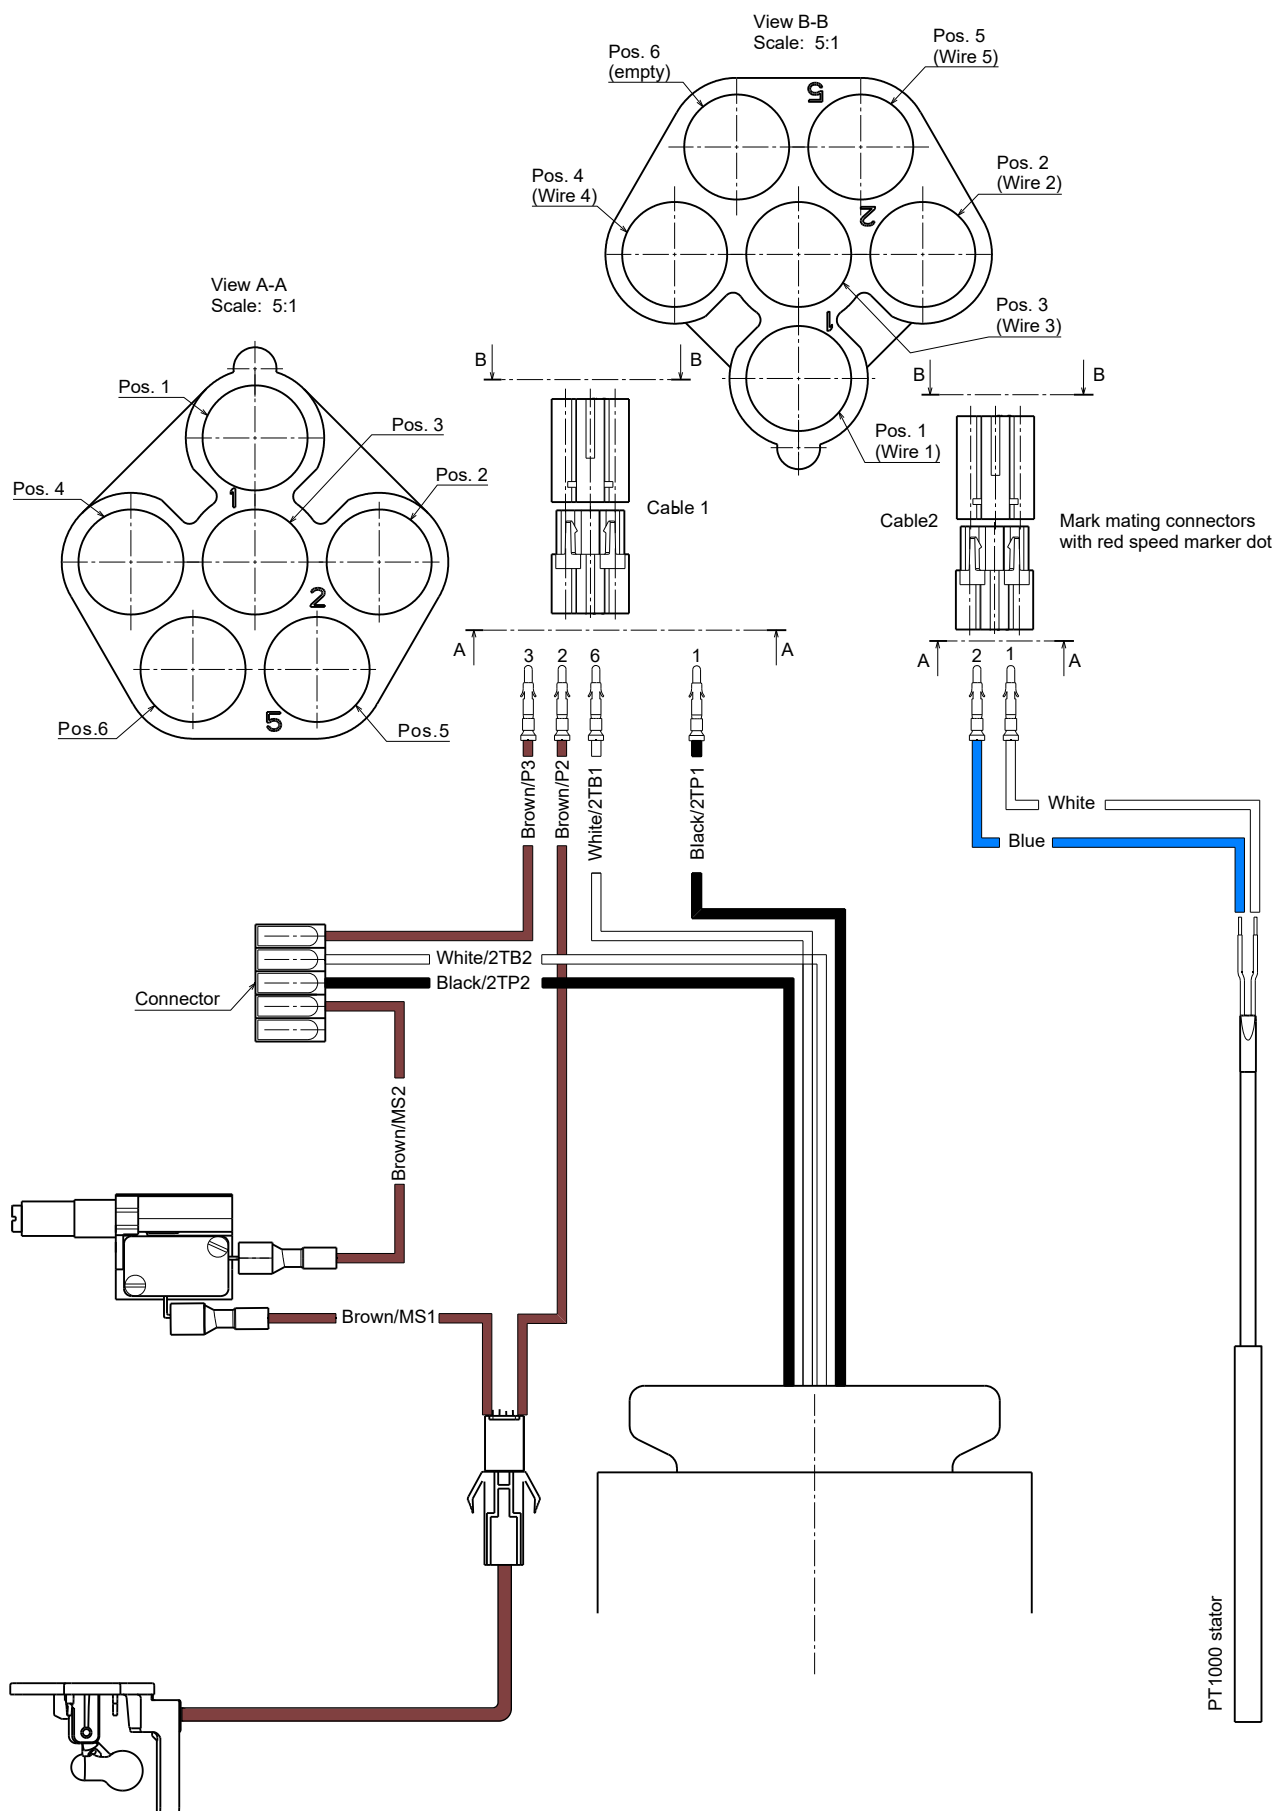 View B-B
Scale: 5:1
Pos. 6
(empty)
Pos. 5
(Wire 5)
5
Pos. 4
(Wire 4)
Pos. 2
(Wire 2)
2
Pos. 3
(Wire 3)
1
Pos. 1
(Wire 1)
View A-A
Scale: 5:1
Pos. 1
Pos. 3
Pos. 4
Pos. 2
1
2
5
Pos.6
Pos.5
B
B
Cable 1
A
A
B
B
Cable2
Mark mating connectors
with red speed marker dot
A
A
3
2
6
1
2
1
Brown/P3
Brown/P2
White/2TB1
Black/2TP1
White
Blue
White/2TB2
Black/2TP2
Connector
Brown/MS2
Brown/MS1
PT1000 stator